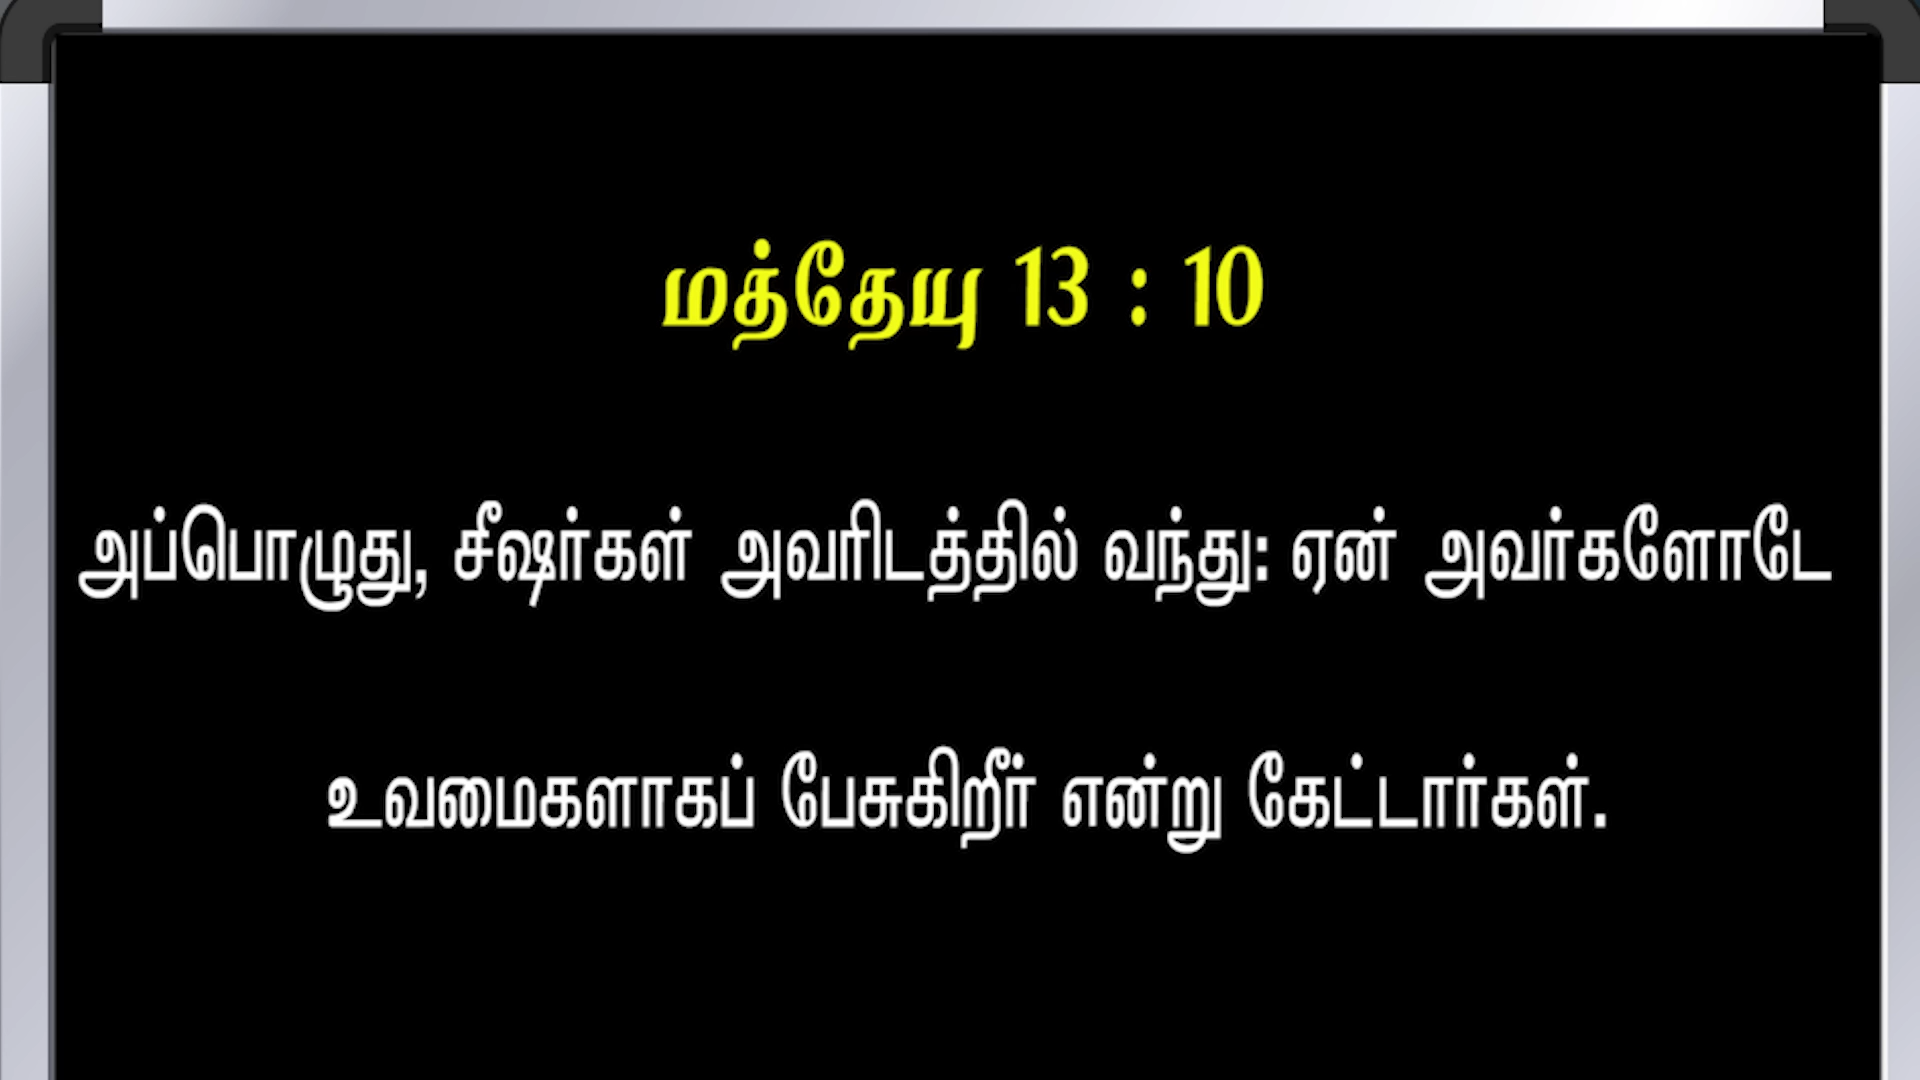 மத்தேயு 13 : 10
அப்பொழுது, சீஷர்கள் அவரிடத்தில் வந்து: ஏன் அவர்களோடே
உவமைகளாகப் பேசுகிறீர் என்று கேட்டார்கள்.